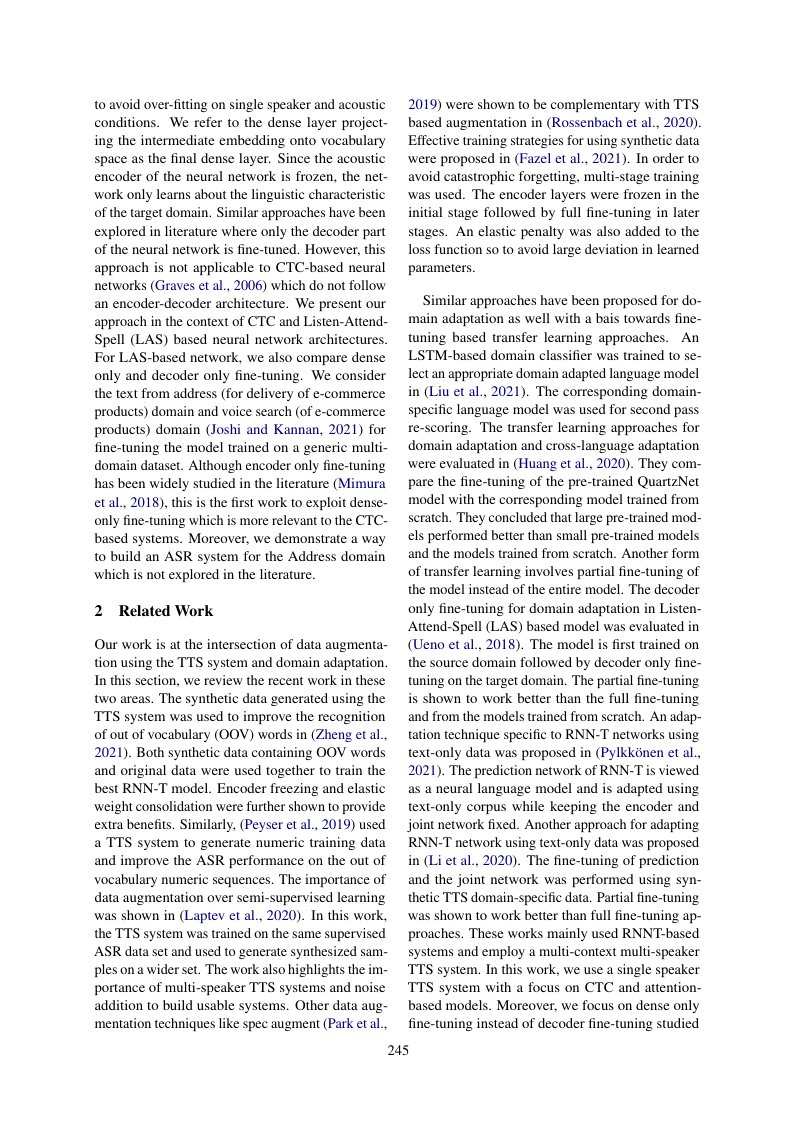 to avoid over-fitting on single speaker and acoustic
conditions. We refer to the dense layer project-
ing the intermediate embedding onto vocabulary
space as the final dense layer. Since the acoustic
encoder of the neural network is frozen, the net-
work only learns about the linguistic characteristic
of the target domain. Similar approaches have been
explored in literature where only the decoder part
of the neural network is fine-tuned. However, this
approach is not applicable to CTC-based neural
networks (Graves et al., 2006) which do not follow
an encoder-decoder architecture. We present our
approach in the context of CTC and Listen-Attend-
Spell (LAS) based neural network architectures.
For LAS-based network, we also compare dense
only and decoder only fine-tuning. We consider
the text from address (for delivery of e-commerce
products) domain and voice search (of e-commerce
products) domain (Joshi and Kannan, 2021) for
fine-tuning the model trained on a generic multi-
domain dataset. Although encoder only fine-tuning
has been widely studied in the literature (Mimura
et al., 2018), this is the first work to exploit dense-
only fine-tuning which is more relevant to the CTC-
based systems. Moreover, we demonstrate a way
to build an ASR system for the Address domain
which is not explored in the literature.
2 Related Work
Our work is at the intersection of data augmenta-
tion using the TTS system and domain adaptation.
In this section, we review the recent work in these
two areas. The synthetic data generated using the
TTS system was used to improve the recognition
of out of vocabulary (OOV) words in (Zheng et al.,
2021). Both synthetic data containing OOV words
and original data were used together to train the
best RNN-T model. Encoder freezing and elastic
weight consolidation were further shown to provide
extra benefits. Similarly, (Peyser et al., 2019) used
a TTS system to generate numeric training data
and improve the ASR performance on the out of
vocabulary numeric sequences. The importance of
data augmentation over semi-supervised learning
was shown in (Laptev et al., 2020). In this work,
the TTS system was trained on the same supervised
ASR data set and used to generate synthesized sam-
ples on a wider set. The work also highlights the im-
portance of multi-speaker TTS systems and noise
addition to build usable systems. Other data aug-
mentation techniques like spec augment (Park et al.,
2019) were shown to be complementary with TTS
based augmentation in (Rossenbach et al., 2020).
Effective training strategies for using synthetic data
were proposed in (Fazel et al., 2021). In order to
avoid catastrophic forgetting, multi-stage training
was used. The encoder layers were frozen in the
initial stage followed by full fine-tuning in later
stages. An elastic penalty was also added to the
loss function so to avoid large deviation in learned
parameters.
Similar approaches have been proposed for do-
main adaptation as well with a bais towards fine-
tuning based transfer learning approaches. An
LSTM-based domain classifier was trained to se-
lect an appropriate domain adapted language model
in (Liu et al., 2021). The corresponding domain-
specific language model was used for second pass
re-scoring. The transfer learning approaches for
domain adaptation and cross-language adaptation
were evaluated in (Huang et al., 2020). They com-
pare the fine-tuning of the pre-trained QuartzNet
model with the corresponding model trained from
scratch. They concluded that large pre-trained mod-
els performed better than small pre-trained models
and the models trained from scratch. Another form
of transfer learning involves partial fine-tuning of
the model instead of the entire model. The decoder
only fine-tuning for domain adaptation in Listen-
Attend-Spell (LAS) based model was evaluated in
(Ueno et al., 2018). The model is first trained on
the source domain followed by decoder only fine-
tuning on the target domain. The partial fine-tuning
is shown to work better than the full fine-tuning
and from the models trained from scratch. An adap-
tation technique specific to RNN-T networks using
text-only data was proposed in (Pylkkönen et al.,
2021). The prediction network of RNN-T is viewed
as a neural language model and is adapted using
text-only corpus while keeping the encoder and
joint network fixed. Another approach for adapting
RNN-T network using text-only data was proposed
in (Li et al., 2020). The fine-tuning of prediction
and the joint network was performed using syn-
thetic TTS domain-specific data. Partial fine-tuning
was shown to work better than full fine-tuning ap-
proaches. These works mainly used RNNT-based
systems and employ a multi-context multi-speaker
TTS system. In this work, we use a single speaker
TTS system with a focus on CTC and attention-
based models. Moreover, we focus on dense only
fine-tuning instead of decoder fine-tuning studied
245